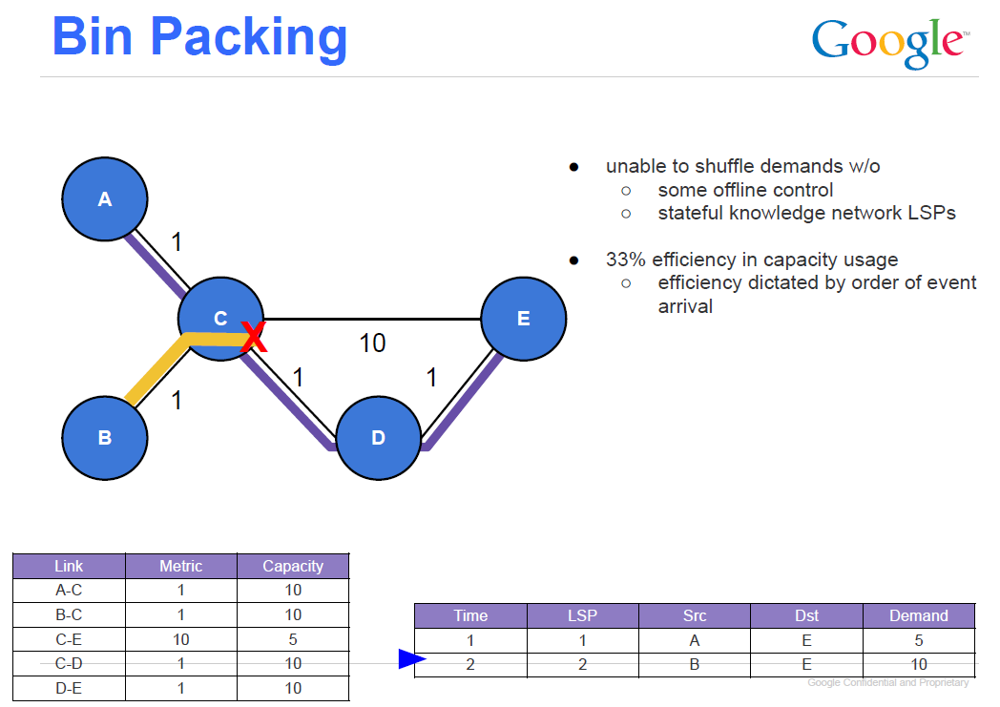 Bin Packing
Google™
A
1
C
E
10
1
1
1
B
D
● unable to shuffle demands w/o
○ some offline control
○ stateful knowledge network LSPs
● 33% efficiency in capacity usage
○ efficiency dictated by order of event
arrival
X
Link Metric Capacity
A-C 1 10
B-C 1 10
C-E 10 5
C-D 1 10
D-E 1 10
Time LSP Src Dst Demand
1 1 A E 5
2 2 B E 10
Google Confidential and Proprietary